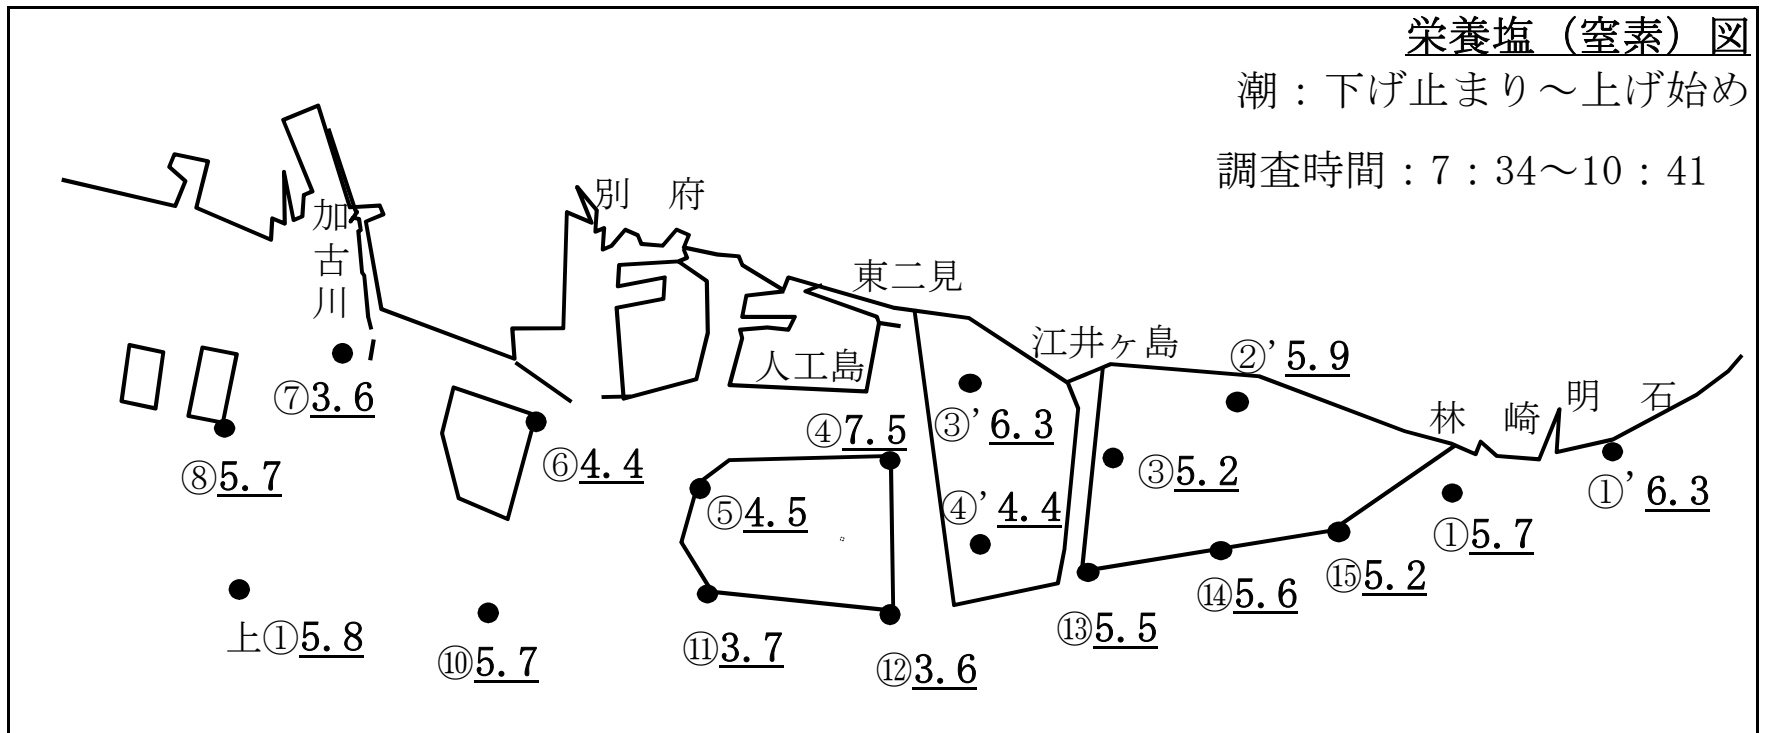 栄養塩（窒素）図
潮：下げ止まり～上げ始め
調査時間：7：34～10：41
別　府
加古川
東二見
江井ヶ島
人工島
②’5.9
林　崎
明　石
⑦3.6
③’6.3
④7.5
⑥4.4
⑧5.7
③5.2
①’6.3
⑤4.5
④’4.4
①5.7
⑮5.2
⑭5.6
⑬5.5
上①5.8
⑩5.7
⑪3.7
⑫3.6